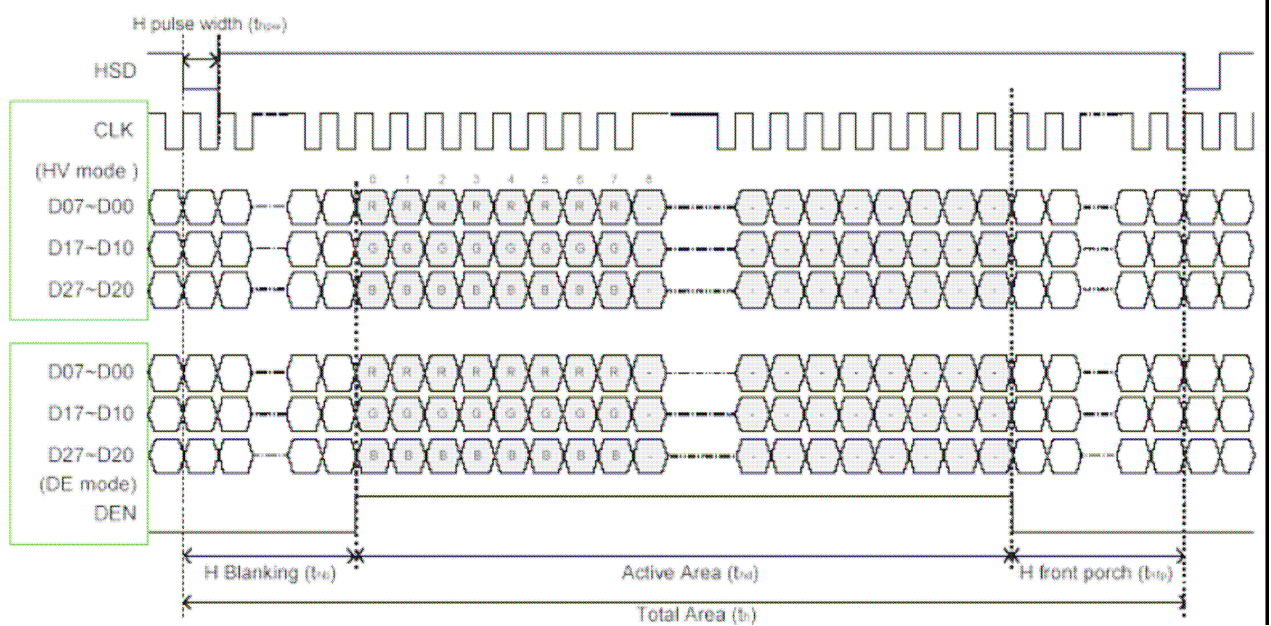 H pulse width (thpw)
HSD
CLK
(HV mode )
0 1 2 3 4 5 6 7 8
D07~D00 R R R R R R R R - - - - - - - - -
D17~D10 G G G G G G G G - - - - - - - - -
D27~D20 B B B B B B B B - - - - - - - - -
D07~D00 R R R R R R R R - - - - - - - - -
D17~D10 G G G G G G G G - - - - - - - - -
D27~D20 B B B B B B B B - - - - - - - - -
(DE mode)
DEN
H Blanking (thb) Active Area (thd) H front porch (thfp)
Total Area (th)